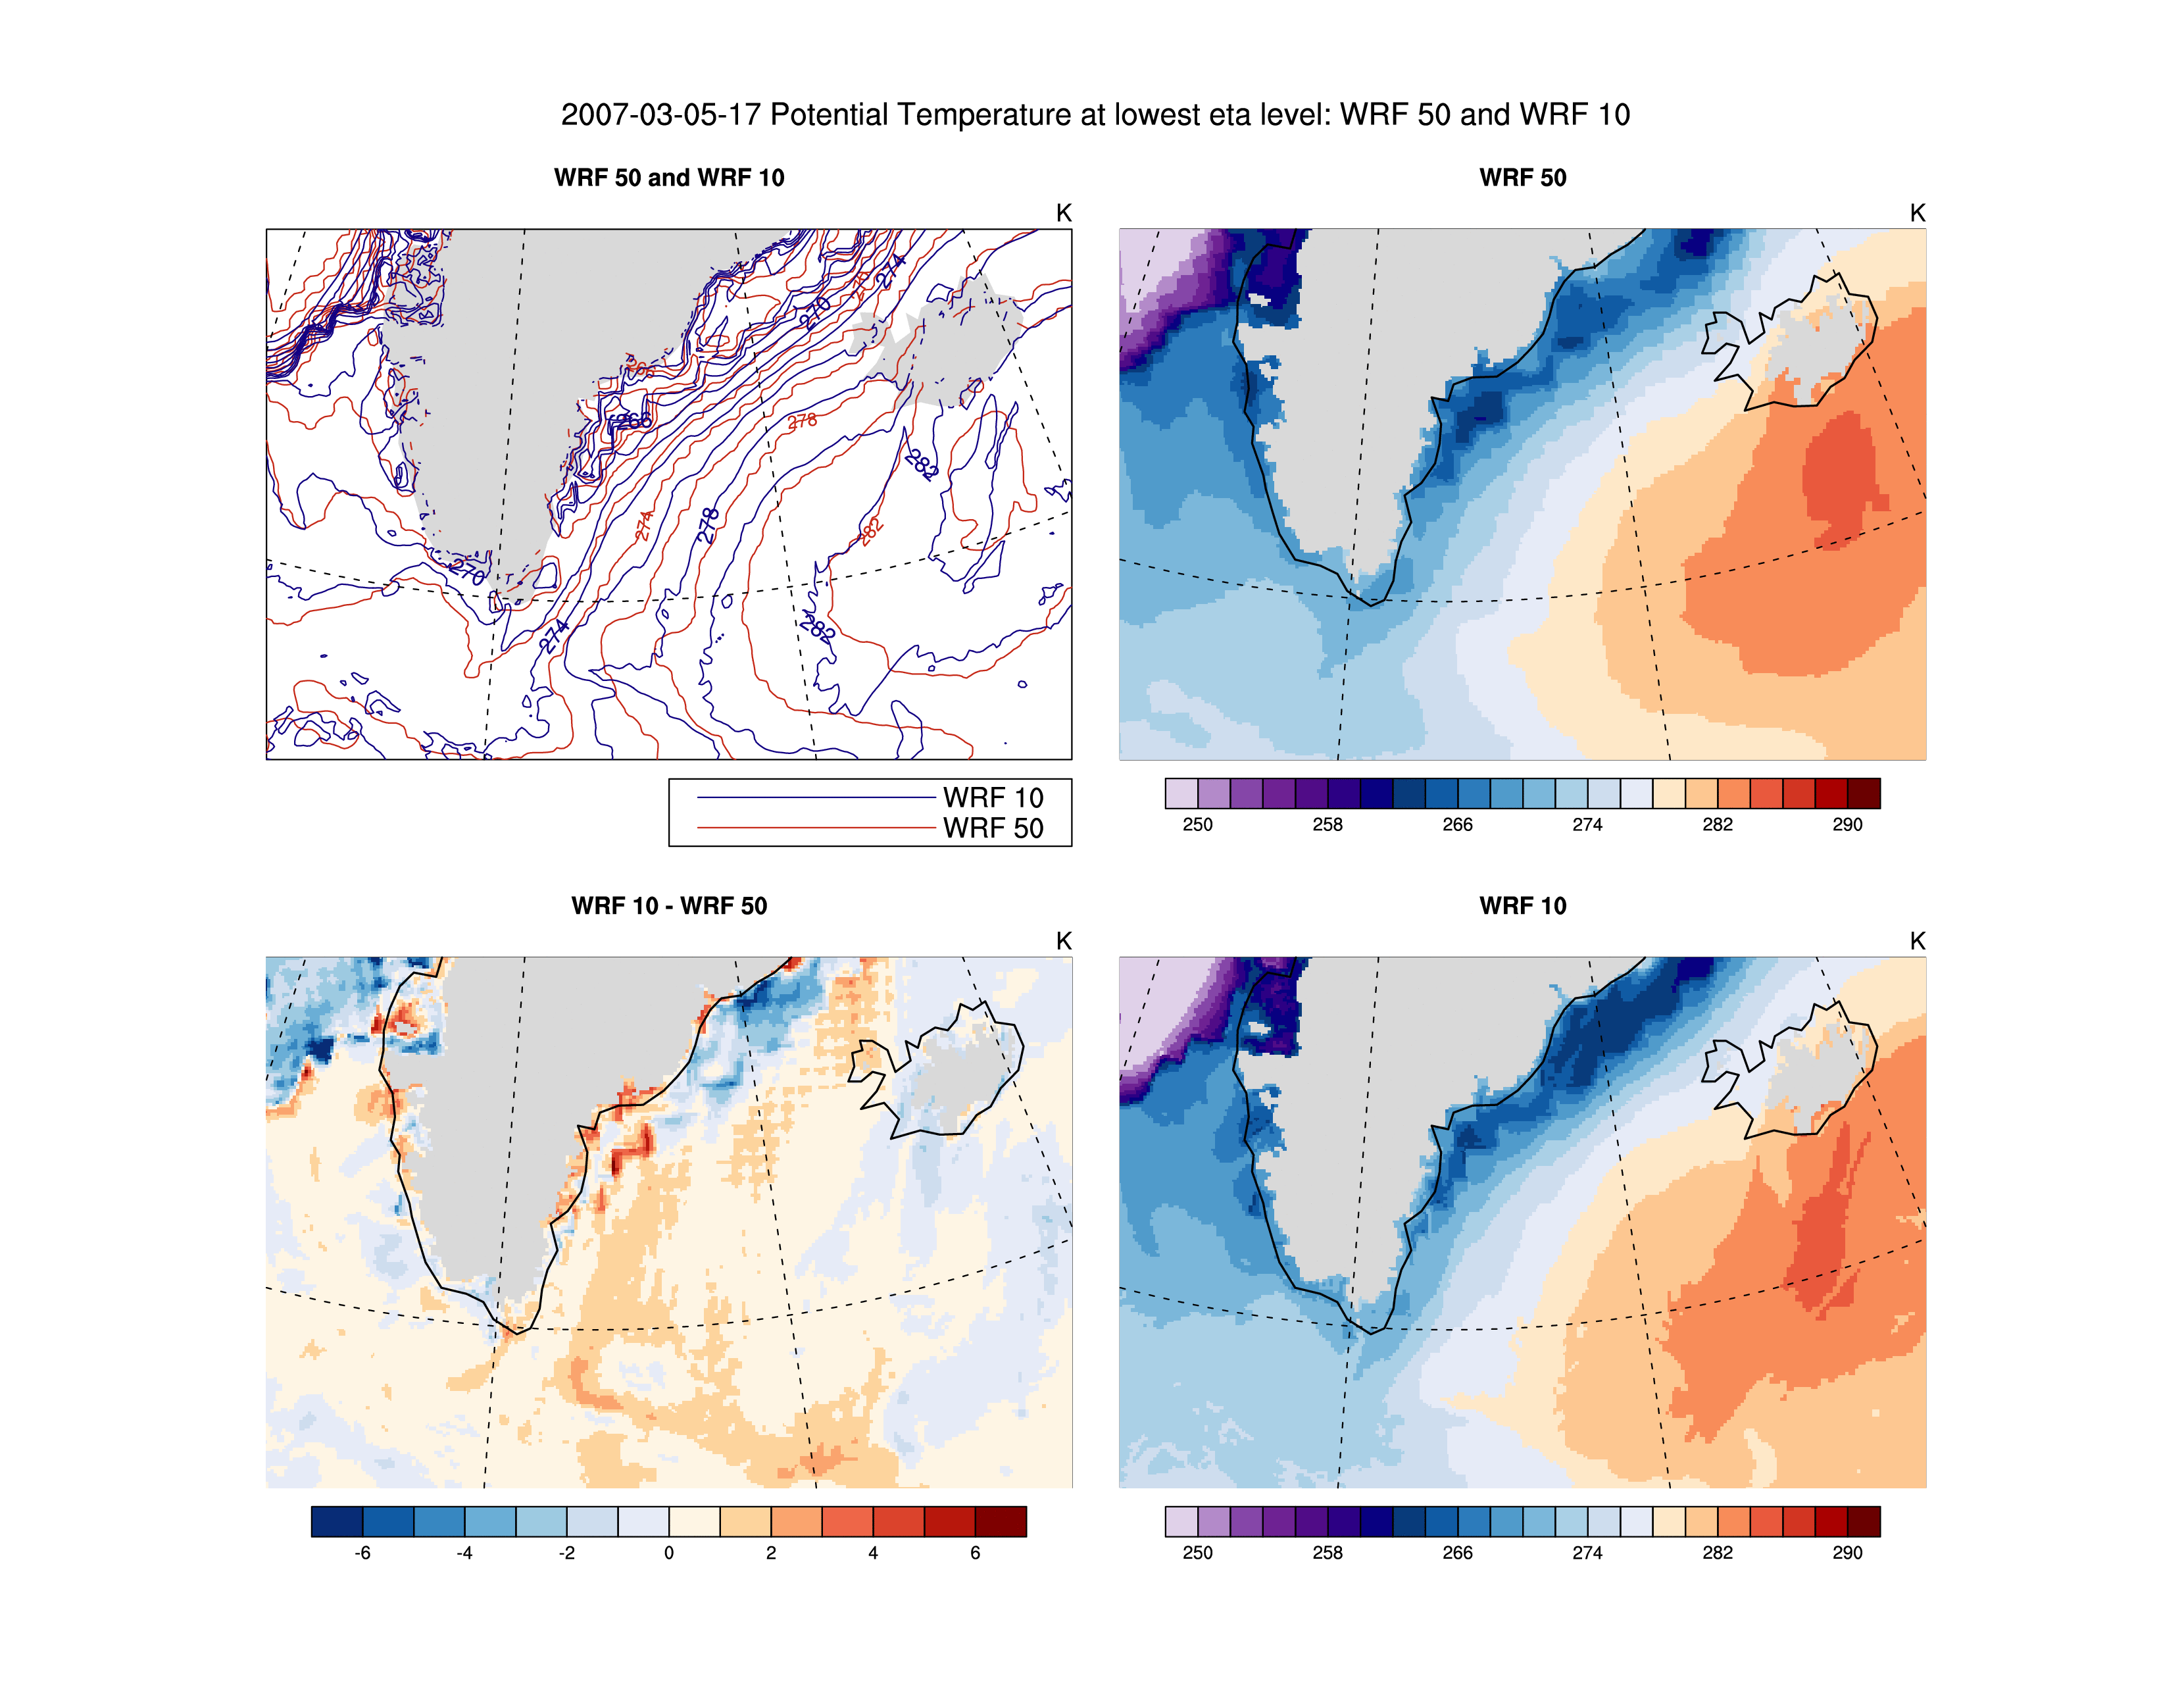 2007-03-05-17 Potential Temperature at lowest eta level: WRF 50 and WRF 10
WRF 50 and WRF 10
K
270
274
266
278
282
274
278
282
270
274
282
WRF 10
WRF 50
WRF 50
K
250 258 266 274 282 290
WRF 10 - WRF 50
K
-6 -4 -2 0 2 4 6
WRF 10
K
250 258 266 274 282 290